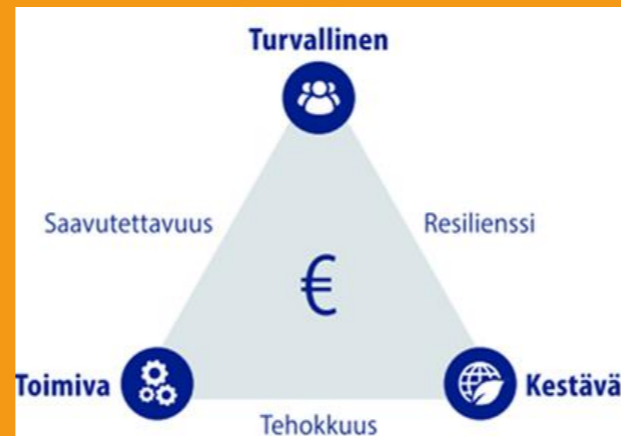 Turvallinen
Saavutettavuus
Resilienssi
€
Toimiva
Kestävä
Tehokkuus